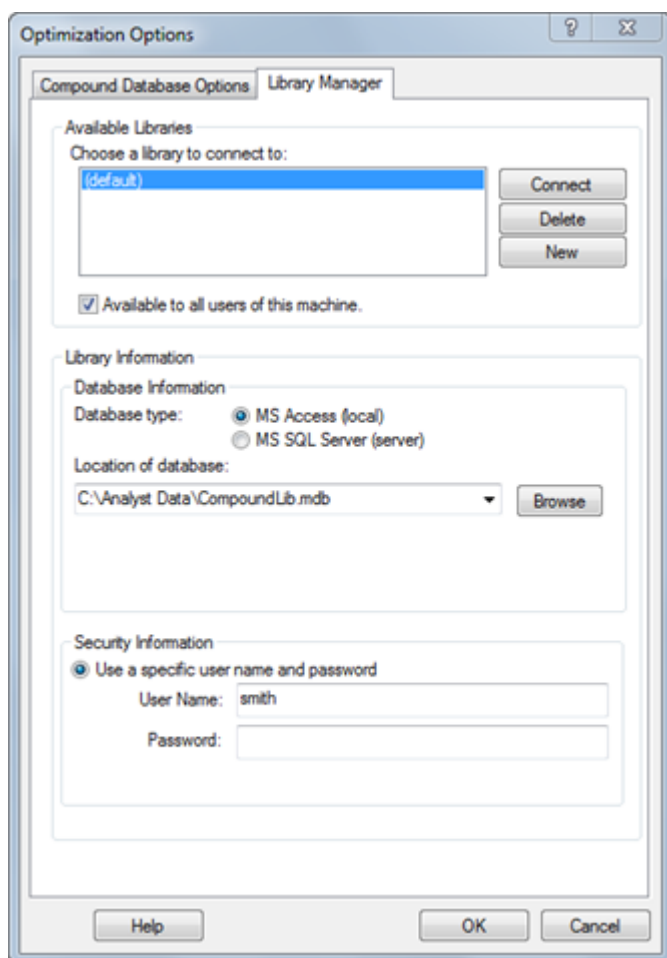 Optimization Options
Compound Database Options
Library Manager
Available Libraries
Choose a library to connect to:
(default)
Connect
Delete
New
Available to all users of this machine.
Library Information
Database Information
Database type:
MS Access (local)
MS SQL Server (server)
Location of database:
C:\Analyst Data\CompoundLib.mdb
Browse
Security Information
Use a specific user name and password
User Name:
smith
Password:
Help
OK
Cancel